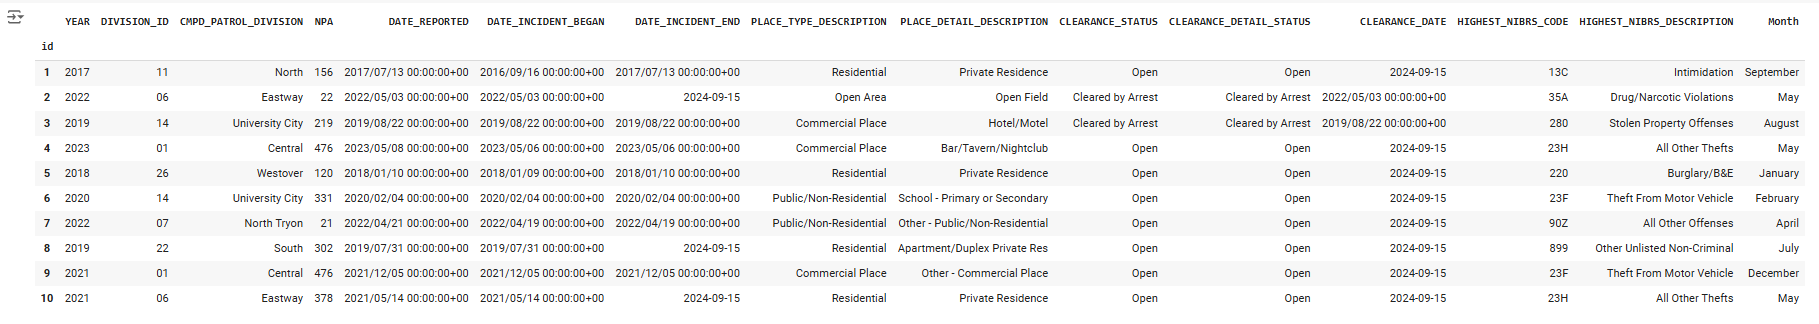 YEAR DIVISION_ID CMPD_PATROL_DIVISION NPA DATE_REPORTED DATE_INCIDENT_BEGAN DATE_INCIDENT_END PLACE_TYPE_DESCRIPTION PLACE_DETAIL_DESCRIPTION CLEARANCE_STATUS CLEARANCE_DETAIL_STATUS CLEARANCE_DATE HIGHEST_NIBRS_CODE HIGHEST_NIBRS_DESCRIPTION Month
id
1 2017 11 North 156 2017/07/13 00:00:00+00 2016/09/16 00:00:00+00 2017/07/13 00:00:00+00 Residential Private Residence Open Open 2024-09-15 13C Intimidation September
2 2022 06 Eastway 22 2022/05/03 00:00:00+00 2022/05/03 00:00:00+00 2024-09-15 Open Area Open Field Cleared by Arrest Cleared by Arrest 2022/05/03 00:00:00+00 35A Drug/Narcotic Violations May
3 2019 14 University City 219 2019/08/22 00:00:00+00 2019/08/22 00:00:00+00 2019/08/22 00:00:00+00 Commercial Place Hotel/Motel Cleared by Arrest Cleared by Arrest 2019/08/22 00:00:00+00 280 Stolen Property Offenses August
4 2023 01 Central 476 2023/05/08 00:00:00+00 2023/05/06 00:00:00+00 2023/05/06 00:00:00+00 Commercial Place Bar/Tavern/Nightclub Open Open 2024-09-15 23H All Other Thefts May
5 2018 26 Westover 120 2018/01/10 00:00:00+00 2018/01/09 00:00:00+00 2018/01/10 00:00:00+00 Residential Private Residence Open Open 2024-09-15 220 Burglary/B&E January
6 2020 14 University City 331 2020/02/04 00:00:00+00 2020/02/04 00:00:00+00 2020/02/04 00:00:00+00 Public/Non-Residential School - Primary or Secondary Open Open 2024-09-15 23F Theft From Motor Vehicle February
7 2022 07 North Tryon 21 2022/04/21 00:00:00+00 2022/04/19 00:00:00+00 2022/04/19 00:00:00+00 Public/Non-Residential Other - Public/Non-Residential Open Open 2024-09-15 90Z All Other Offenses April
8 2019 22 South 302 2019/07/31 00:00:00+00 2019/07/31 00:00:00+00 2024-09-15 Residential Apartment/Duplex Private Res Open Open 2024-09-15 899 Other Unlisted Non-Criminal July
9 2021 01 Central 476 2021/12/05 00:00:00+00 2021/12/05 00:00:00+00 2021/12/05 00:00:00+00 Commercial Place Other - Commercial Place Open Open 2024-09-15 23F Theft From Motor Vehicle December
10 2021 06 Eastway 378 2021/05/14 00:00:00+00 2021/05/14 00:00:00+00 2024-09-15 Residential Private Residence Open Open 2024-09-15 23H All Other Thefts May